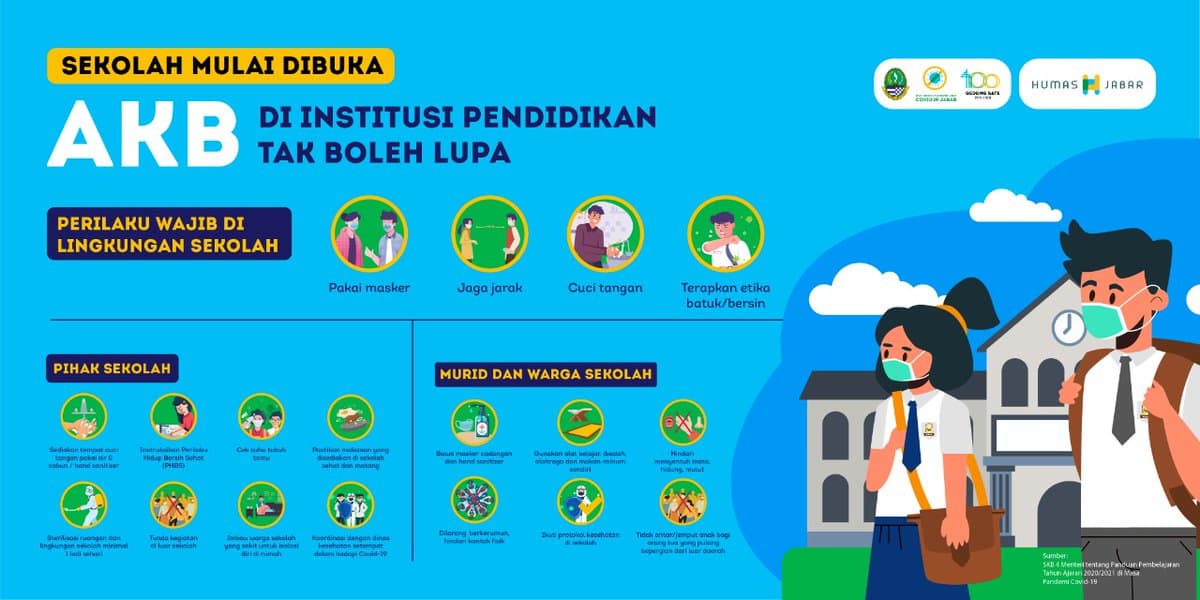 SEKOLAH MULAI DIBUKA
AKB
DI INSTITUSI PENDIDIKAN
TAK BOLEH LUPA
COVID19 JABAR
100
GEDUNG SATE
HUMAS JABAR
PERILAKU WAJIB DI
LINGKUNGAN SEKOLAH
Pakai masker
Jaga jarak
Cuci tangan
Terapkan etika
batuk/bersin
PIHAK SEKOLAH
Sediakan tempat cuci
tangan pakai air &
sabun / hand sanitizer
Instruksikan Perilaku
Hidup Bersih Sehat
(PHBS)
Cek suhu tubuh
tamu
Pastikan makanan yang
disediakan di sekolah
sehat dan matang
Sterilisasi ruangan dan
lingkungan sekolah minimal
1 kali sehari
Tunda kegiatan
di luar sekolah
Imbau warga sekolah
yang sakit untuk isolasi
diri di rumah
Koordinasi dengan dinas
kesehatan setempat
dalam hadapi Covid-19
MURID DAN WARGA SEKOLAH
Bawa masker cadangan
dan hand sanitizer
Gunakan alat belajar, ibadah,
olahraga dan makan-minum
sendiri
Hindari
menyentuh mata,
hidung, mulut
Dilarang berkerumun,
hindari kontak fisik
Ikuti protokol kesehatan
di sekolah
Tidak antar/jemput anak bagi
orang tua yang pulang
bepergian dari luar daerah
Sumber:
SKB 4 Menteri tentang Panduan Pembelajaran
Tahun Ajaran 2020/2021 di Masa
Pandemi Covid-19